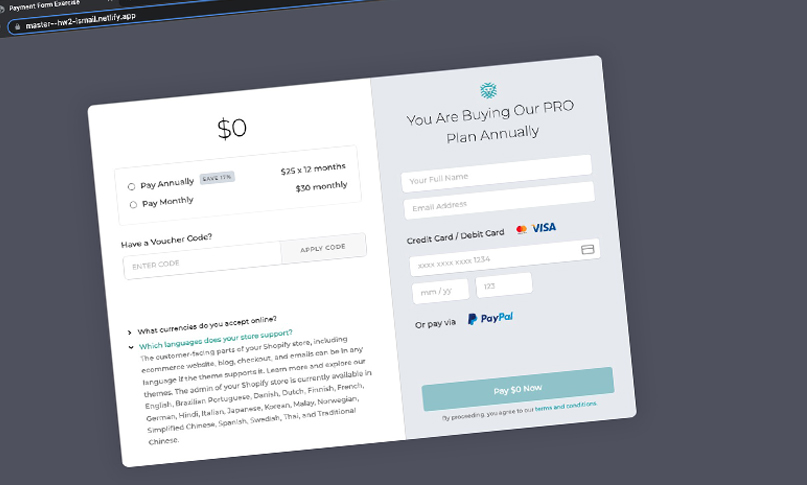 Payment Form Exercise
master--hw2-ismail.netlify.app
$0
Pay Annually SAVE 17% $25 x 12 months
Pay Monthly $30 monthly
Have a Voucher Code?
ENTER CODE APPLY CODE
What currencies do you accept online?
Which languages does your store support?
The customer-facing parts of your Shopify store, including
ecommerce website, blog, checkout, and emails can be in any
language if the theme supports it. Learn more and explore our
themes. The admin of your Shopify store is currently available in
English, Brazilian Portuguese, Danish, Dutch, Finnish, French,
German, Hindi, Italian, Japanese, Korean, Malay, Norwegian,
Simplified Chinese, Spanish, Swedish, Thai, and Traditional
Chinese.
You Are Buying Our PRO
Plan Annually
Your Full Name
Email Address
Credit Card / Debit Card VISA
xxxx xxxx xxxx 1234
mm / yy 123
Or pay via PayPal
Pay $0 Now
By proceeding, you agree to our terms and conditions.